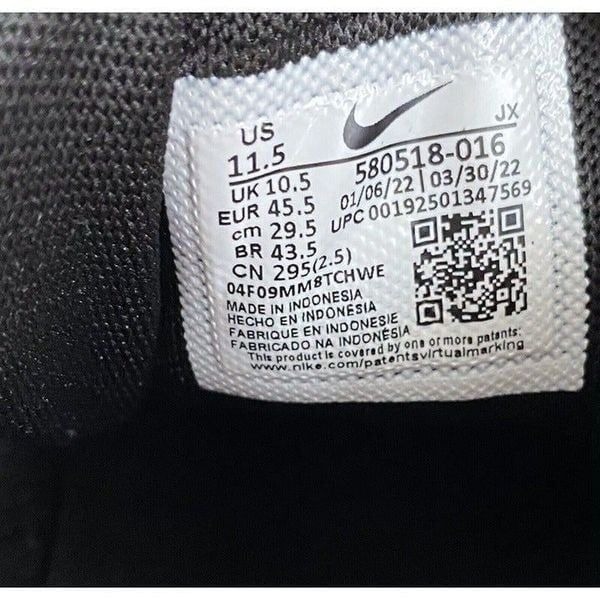 JX
US
11.5
580518-016
UK 10.5
01/06/22 | 03/30/22
EUR 45.5
UPC 00192501347569
cm 29.5
BR 43.5
CN 295(2.5)
04F09MM8TCHWE
MADE IN INDONESIA
HECHO EN INDONESIA
FABRIQUE EN INDONESIE
FABRICADO NA INDONÉSIA
This product is covered by one or more patents:
www.nike.com/patentsvirtualmarking